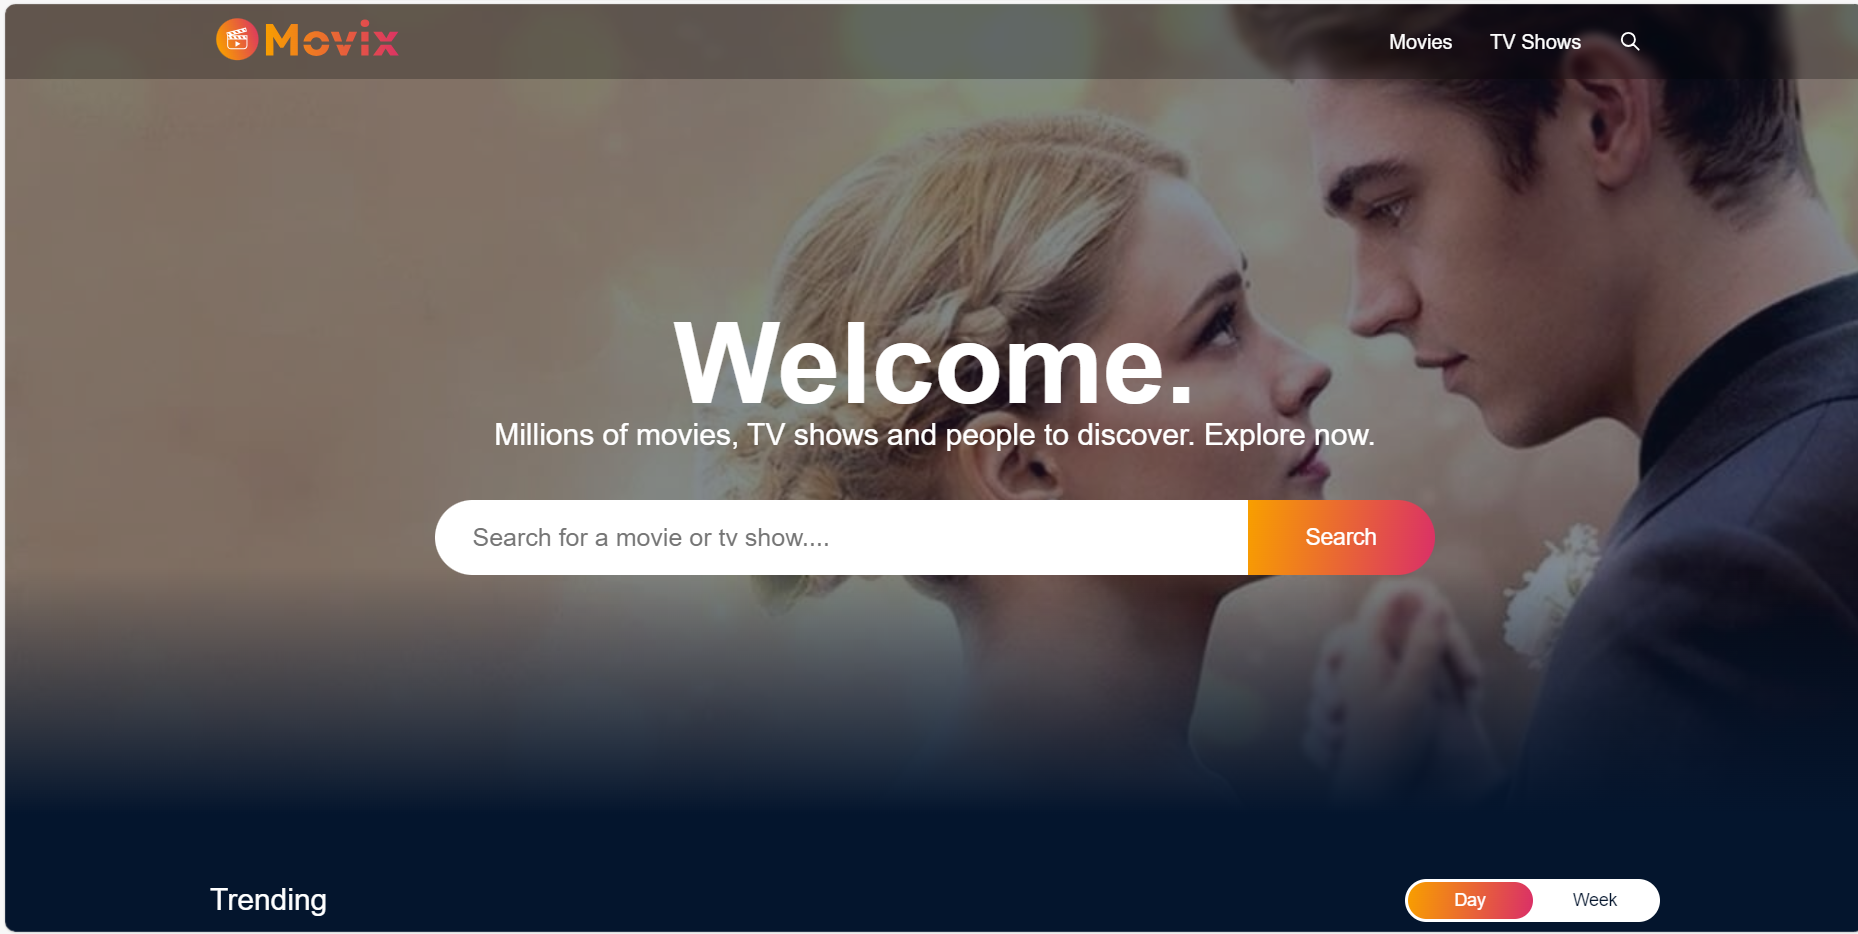 Movix
Movies TV Shows
Welcome.
Millions of movies, TV shows and people to discover. Explore now.
Search for a movie or tv show....
Search
Trending
Day Week